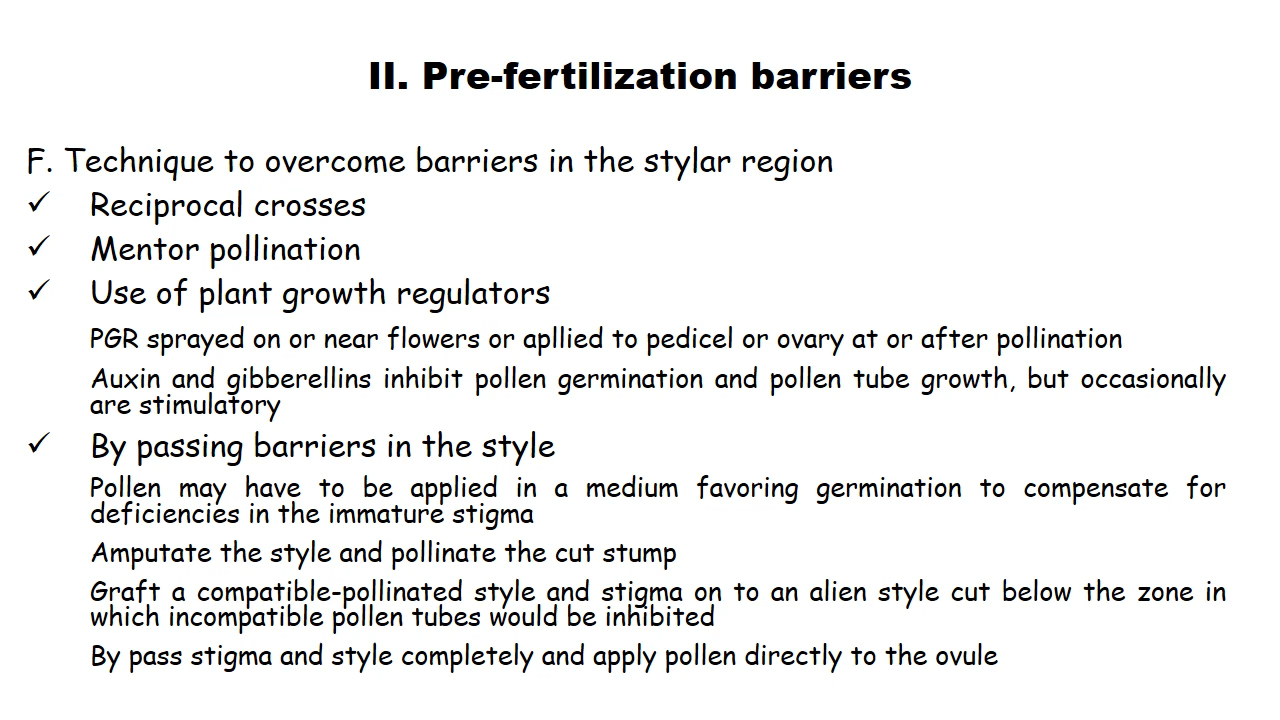 II. Pre-fertilization barriers
F. Technique to overcome barriers in the stylar region
✓ Reciprocal crosses
✓ Mentor pollination
✓ Use of plant growth regulators
PGR sprayed on or near flowers or apllied to pedicel or ovary at or after pollination
Auxin and gibberellins inhibit pollen germination and pollen tube growth, but occasionally
are stimulatory
✓ By passing barriers in the style
Pollen may have to be applied in a medium favoring germination to compensate for
deficiencies in the immature stigma
Amputate the style and pollinate the cut stump
Graft a compatible-pollinated style and stigma on to an alien style cut below the zone in
which incompatible pollen tubes would be inhibited
By pass stigma and style completely and apply pollen directly to the ovule